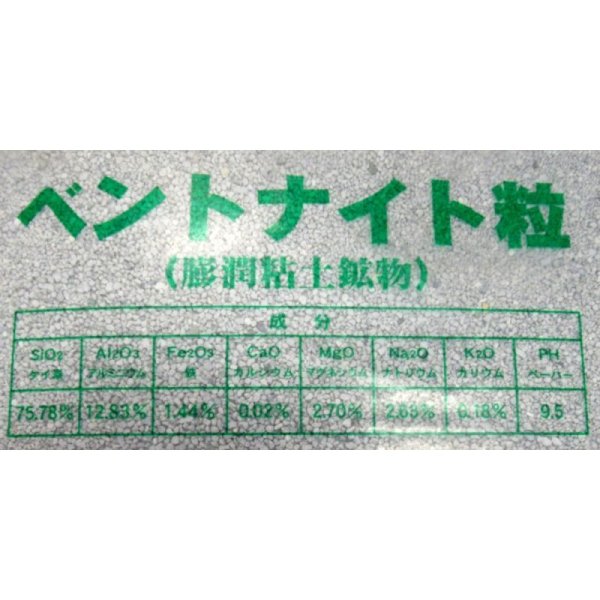 ベントナイト粒
(膨潤粘土鉱物)
成分
SiO2 Al2O3 Fe2O3 CaO MgO Na2O K2O PH
ケイ素 アルミニウム 鉄 カルシウム マグネシウム ナトリウム カリウム ペーパー
75.78% 12.83% 1.44% 0.02% 2.70% 2.69% 0.18% 9.5